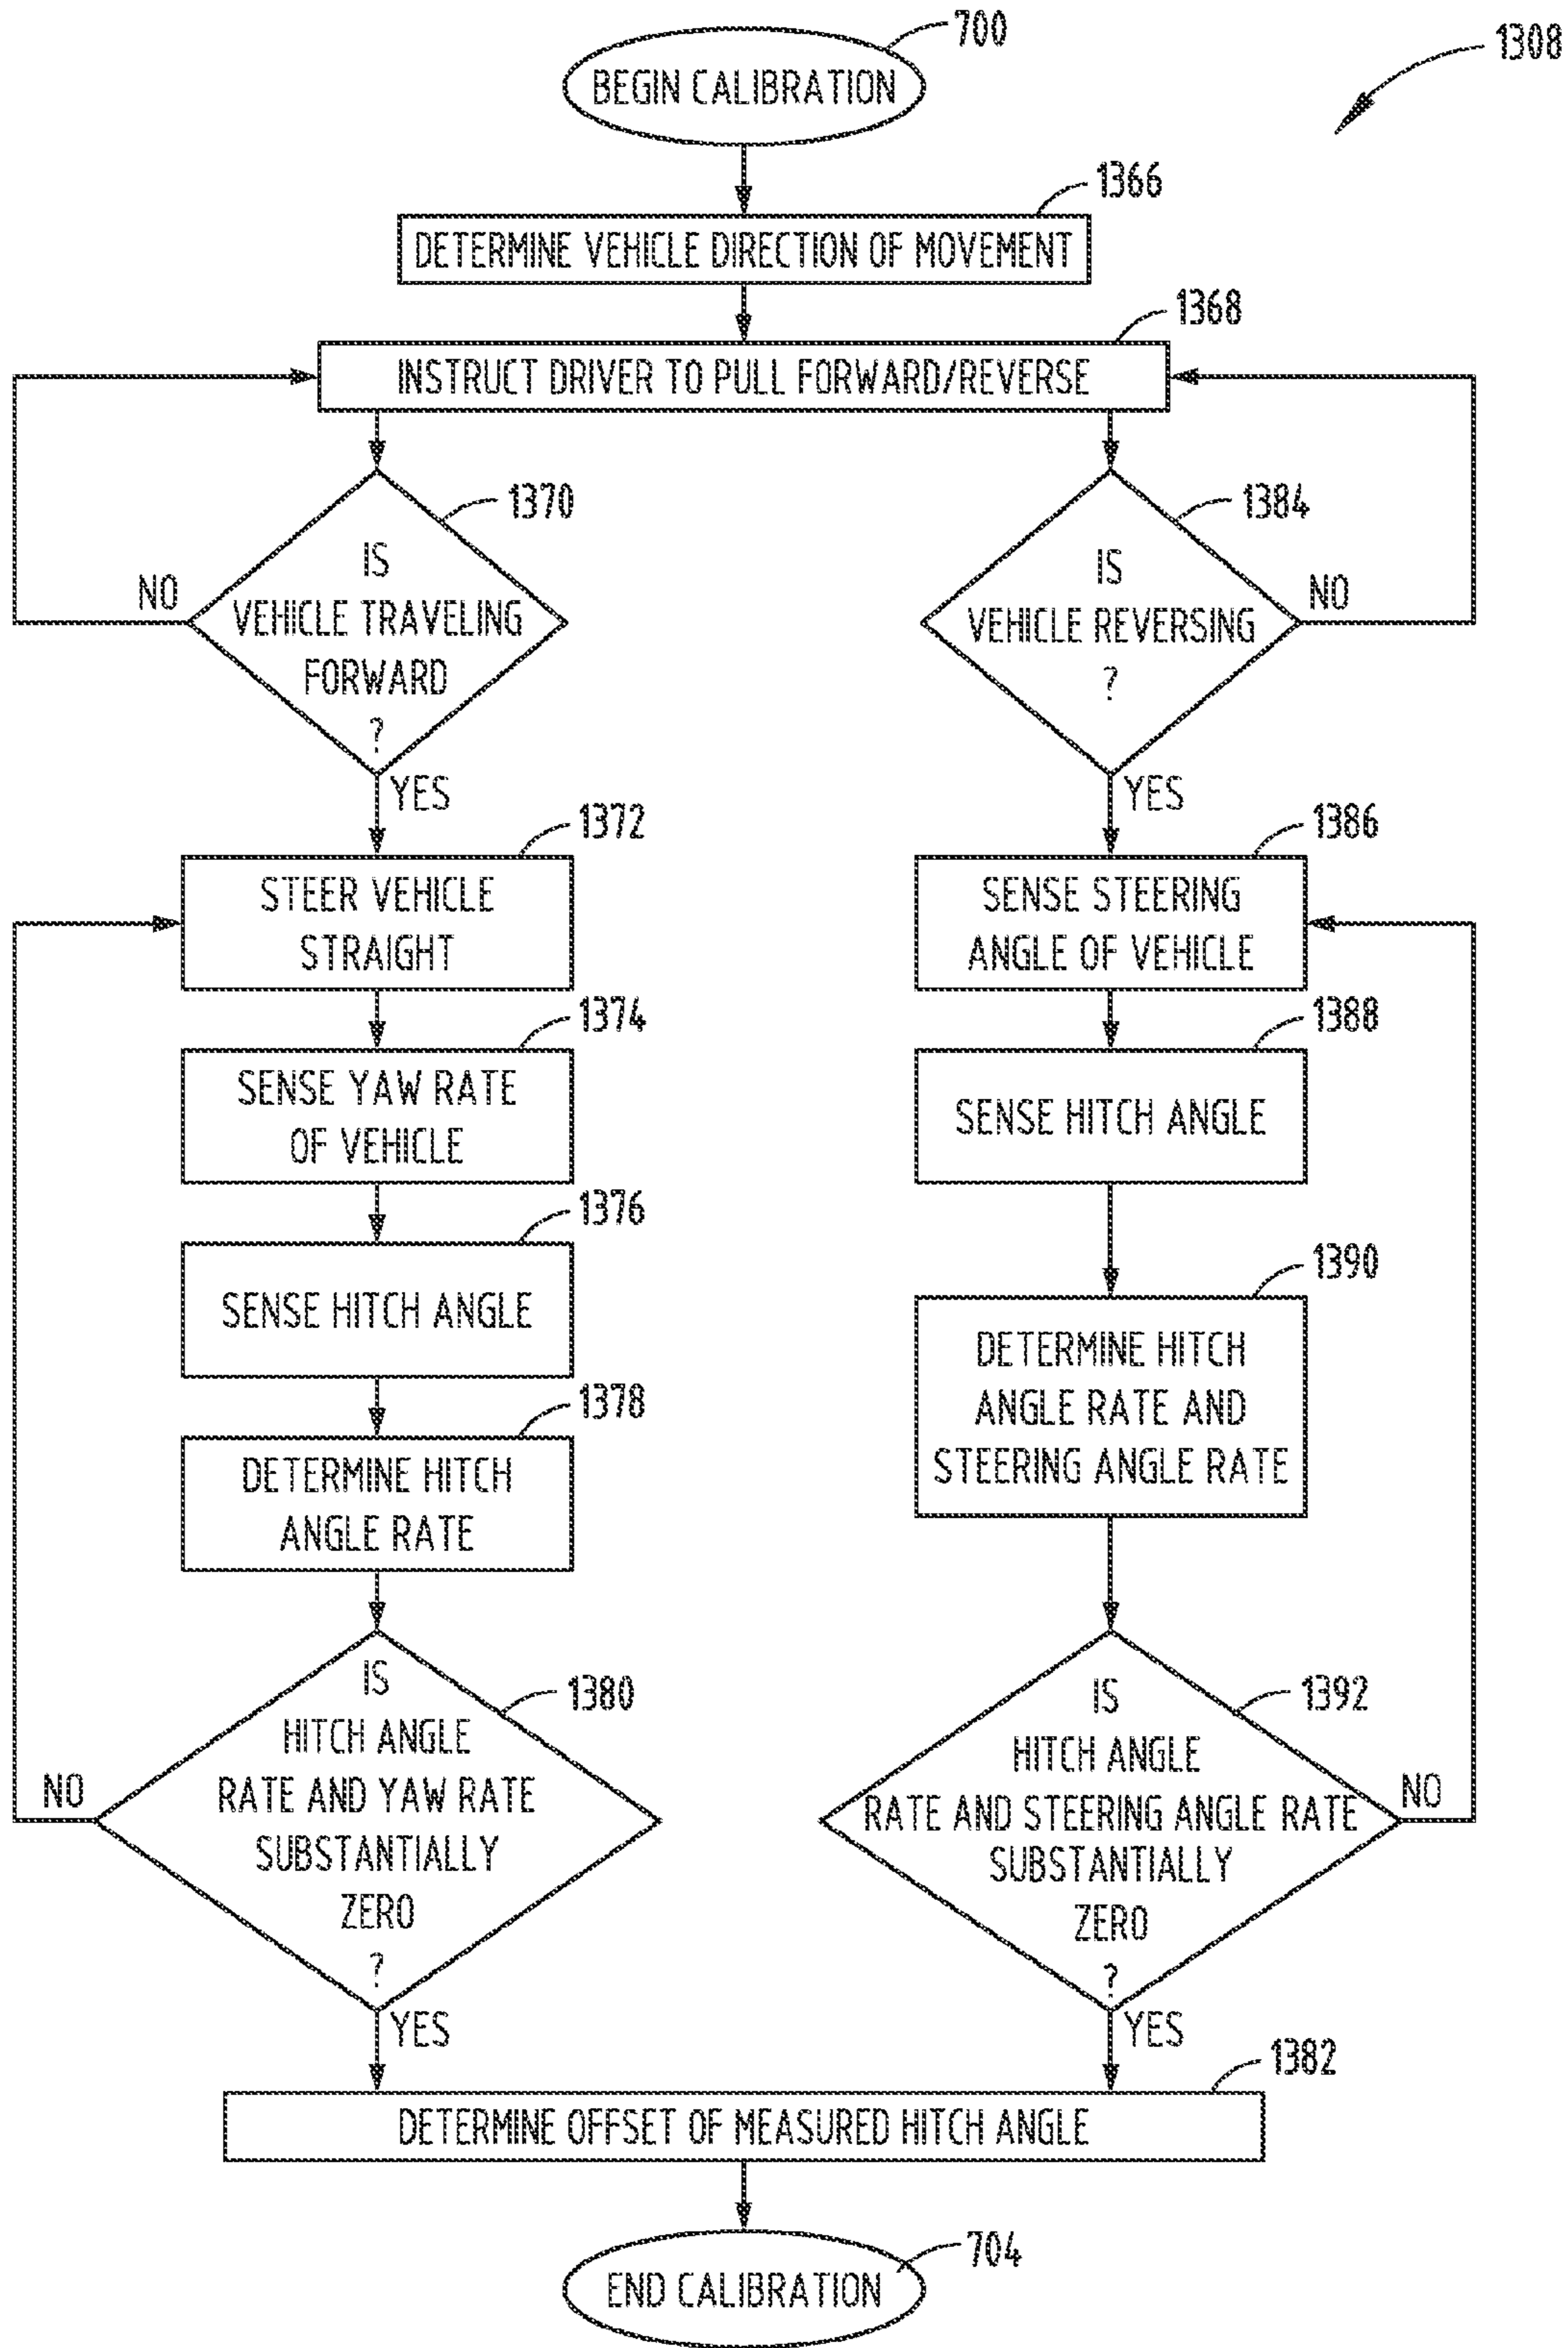 700
1308
BEGIN CALIBRATION
1366
DETERMINE VEHICLE DIRECTION OF MOVEMENT
1368
INSTRUCT DRIVER TO PULL FORWARD/REVERSE
1370
IS
VEHICLE TRAVELING
FORWARD
?
NO
YES
1384
IS
VEHICLE REVERSING
?
NO
YES
1372
STEER VEHICLE
STRAIGHT
1374
SENSE YAW RATE
OF VEHICLE
1376
SENSE HITCH ANGLE
1378
DETERMINE HITCH
ANGLE RATE
1380
IS
HITCH ANGLE
RATE AND YAW RATE
SUBSTANTIALLY
ZERO
?
NO
YES
1386
SENSE STEERING
ANGLE OF VEHICLE
1388
SENSE HITCH ANGLE
1390
DETERMINE HITCH
ANGLE RATE AND
STEERING ANGLE RATE
1392
IS
HITCH ANGLE
RATE AND STEERING ANGLE RATE
SUBSTANTIALLY
ZERO
?
NO
YES
1382
DETERMINE OFFSET OF MEASURED HITCH ANGLE
704
END CALIBRATION